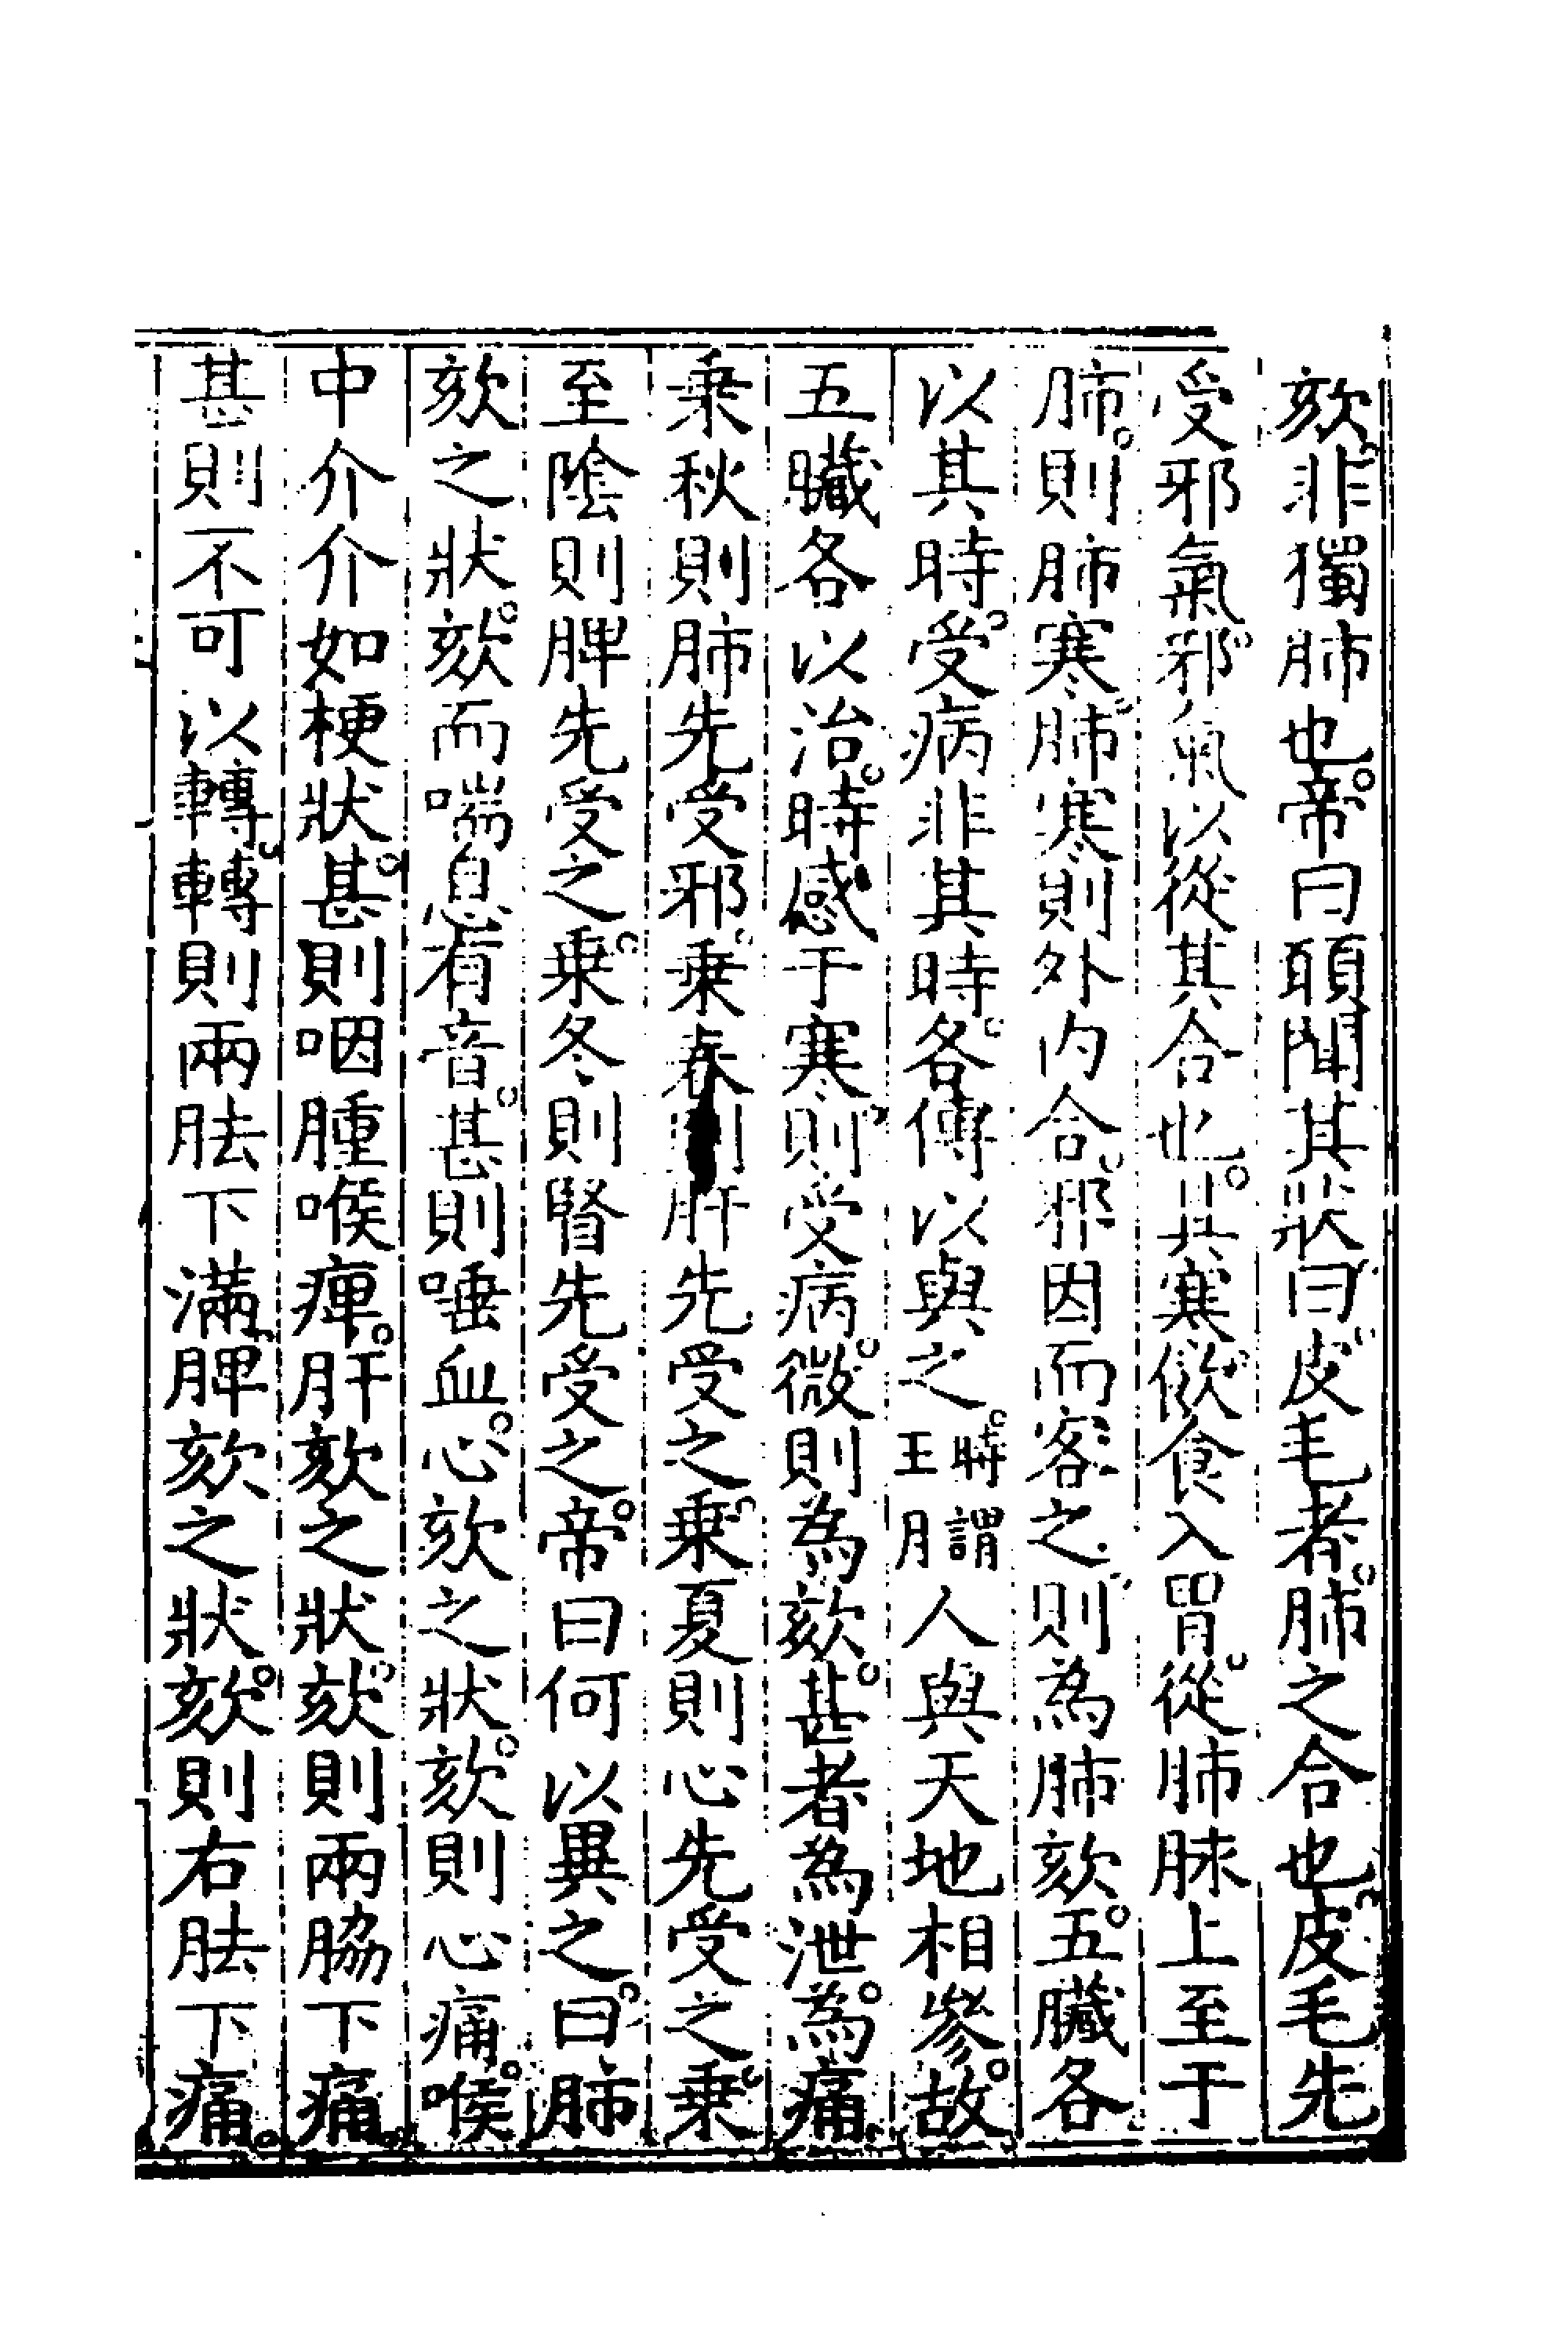 欬非獨肺也帝曰願聞其狀曰皮毛者肺之合也皮毛先
受邪氣邪氣以從其合也其寒飲食入胃從肺脉上至于
肺則肺寒肺寒則外内合邪因而客之則為肺欬五臟各
以其時受病非其時各傳以與之時謂王月人與天地相參故
五臟各以治時感于寒則受病微則為欬甚者為泄為痛
乗秋則肺先受邪乗春則肝先受之乗夏則心先受之乗
至陰則脾先受之乗冬則腎先受之帝曰何以異之曰肺
欬之狀欬而喘息有音甚則唾血心欬之狀欬則心痛喉
中介介如梗狀甚則咽腫喉痺肝欬之狀欬則兩脇下痛
甚則不可以轉轉則兩胠下滿脾欬之狀欬則右胠下痛